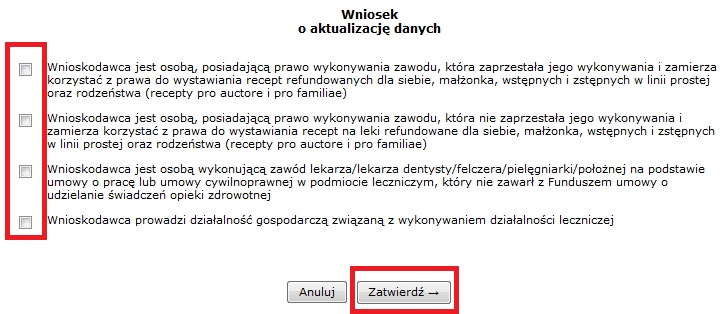 Wniosek
o aktualizację danych
Wnioskodawca jest osobą, posiadającą prawo wykonywania zawodu, która zaprzestała jego wykonywania i zamierza
korzystać z prawa do wystawiania recept refundowanych dla siebie, małżonka, wstępnych i zstępnych w linii prostej
oraz rodzeństwa (recepty pro auctore i pro familiae)
Wnioskodawca jest osobą, posiadającą prawo wykonywania zawodu, która nie zaprzestała jego wykonywania i
zamierza korzystać z prawa do wystawiania recept na leki refundowane dla siebie, małżonka, wstępnych i zstępnych
w linii prostej oraz rodzeństwa (recepty pro auctore i pro familiae)
Wnioskodawca jest osobą wykonującą zawód lekarza/lekarza dentysty/felczera/pielęgniarki/położnej na podstawie
umowy o pracę lub umowy cywilnoprawnej w podmiocie leczniczym, który nie zawarł z Funduszem umowy o
udzielanie świadczeń opieki zdrowotnej
Wnioskodawca prowadzi działalność gospodarczą związaną z wykonywaniem działalności leczniczej
Anuluj Zatwierdź →